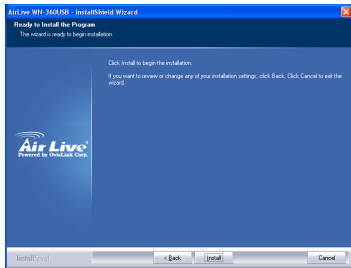 AirLive WN-360USB - InstallShield Wizard
Ready to Install the Program
The wizard is ready to begin installation.
Click Install to begin the installation.
If you want to review or change any of your installation settings, click Back. Click Cancel to exit the
wizard.
Air Live
Powered by OvisLink Corp.
InstallShield
< Back
Install
Cancel